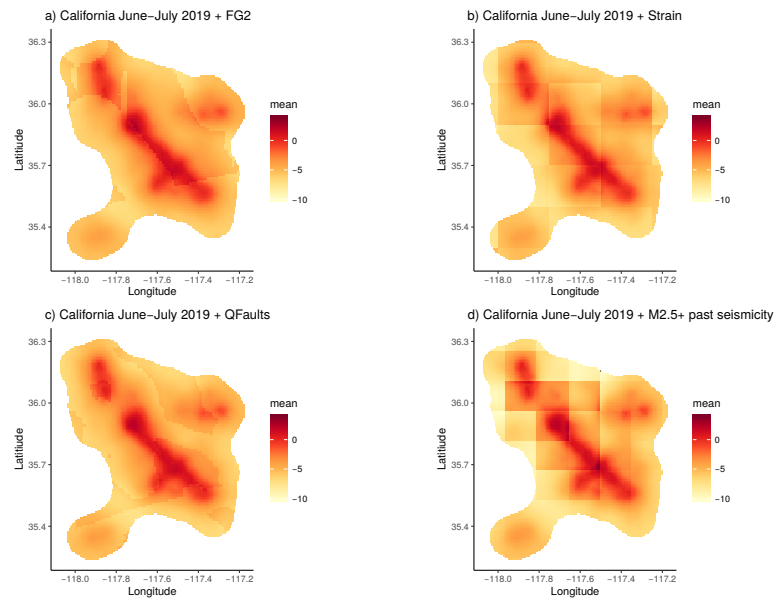 a) California June−July 2019 + FG2
36.3
36.0
35.7
35.4
Latitude
−118.0 −117.8 −117.6 −117.4 −117.2
Longitude
mean
0
−5
−10
b) California June−July 2019 + Strain
36.3
36.0
35.7
35.4
Latitude
−118.0 −117.8 −117.6 −117.4 −117.2
Longitude
mean
0
−5
−10
c) California June−July 2019 + QFaults
36.3
36.0
35.7
35.4
Latitude
−118.0 −117.8 −117.6 −117.4 −117.2
Longitude
mean
0
−5
−10
d) California June−July 2019 + M2.5+ past seismicity
36.3
36.0
35.7
35.4
Latitude
−118.0 −117.8 −117.6 −117.4 −117.2
Longitude
mean
0
−5
−10